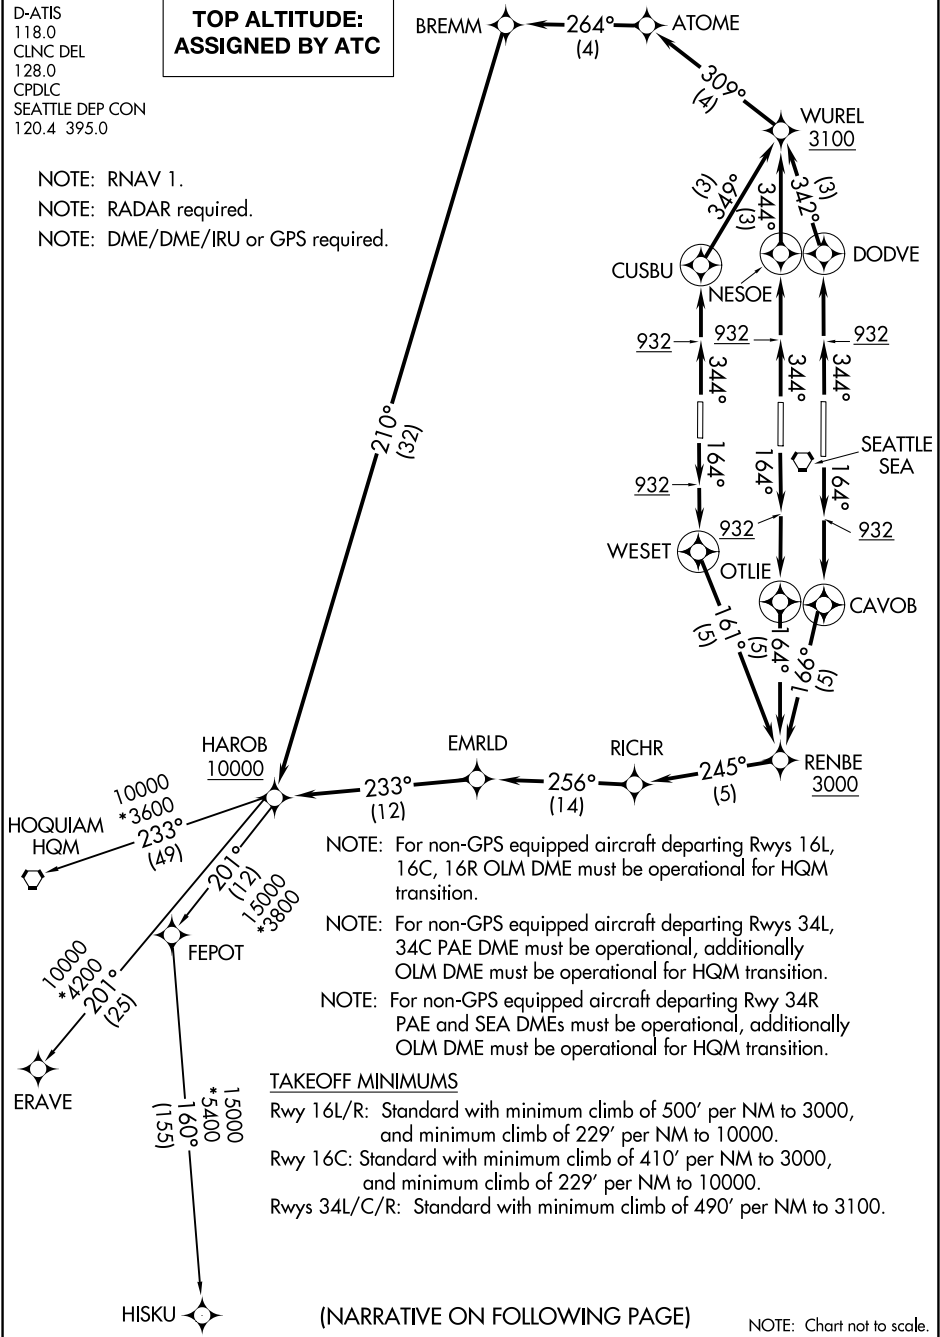 D-ATIS
118.0
CLNC DEL
128.0
CPDLC
SEATTLE DEP CON
120.4 395.0
TOP ALTITUDE:
ASSIGNED BY ATC
NOTE: RNAV 1.
NOTE: RADAR required.
NOTE: DME/DME/IRU or GPS required.
BREMM
264°
(4)
ATOME
309°
(4)
WUREL
3100
(3)
349°
(3)
344°
(3)
342°
CUSBU
NESOE
DODVE
932
932
932
344°
344°
344°
210°
(32)
SEATTLE
SEA
164°
164°
164°
932
932
932
WESET
OTLIE
CAVOB
161°
(5)
164°
(5)
166°
(5)
HAROB
10000
EMRLD
RICHR
RENBE
3000
233°
(12)
256°
(14)
245°
(5)
HOQUIAM
HQM
10000
*3600
233°
(49)
201°
(12)
15000
*3800
FEPOT
10000
*4200
201°
(25)
ERAVE
15000
*5400
160°
(155)
HISKU
NOTE: For non-GPS equipped aircraft departing Rwys 16L,
16C, 16R OLM DME must be operational for HQM
transition.
NOTE: For non-GPS equipped aircraft departing Rwys 34L,
34C PAE DME must be operational, additionally
OLM DME must be operational for HQM transition.
NOTE: For non-GPS equipped aircraft departing Rwy 34R
PAE and SEA DMEs must be operational, additionally
OLM DME must be operational for HQM transition.
TAKEOFF MINIMUMS
Rwy 16L/R: Standard with minimum climb of 500' per NM to 3000,
and minimum climb of 229' per NM to 10000.
Rwy 16C: Standard with minimum climb of 410' per NM to 3000,
and minimum climb of 229' per NM to 10000.
Rwys 34L/C/R: Standard with minimum climb of 490' per NM to 3100.
(NARRATIVE ON FOLLOWING PAGE)
NOTE: Chart not to scale.